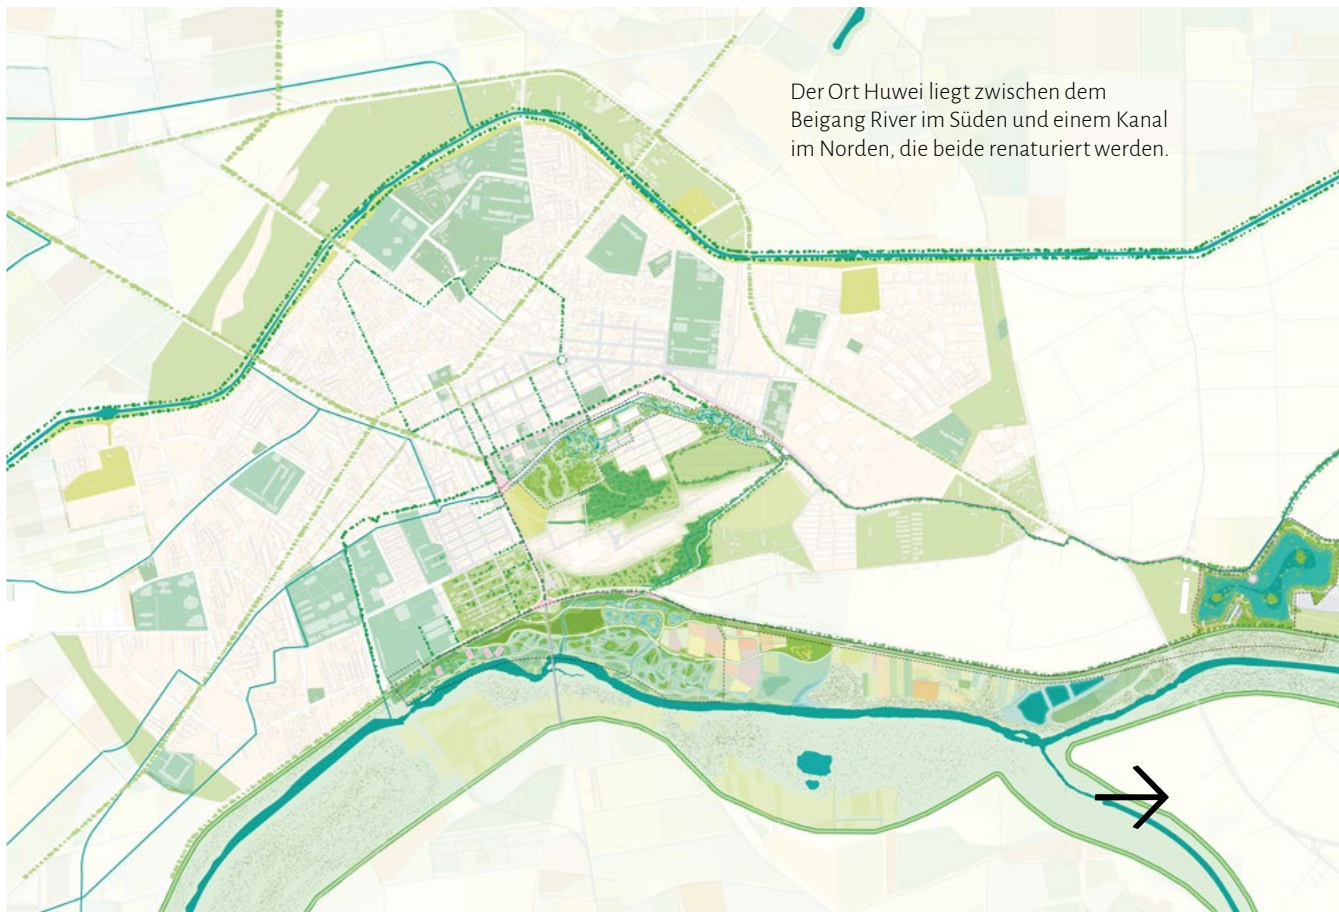 Der Ort Huwei liegt zwischen dem
Beigang River im Süden und einem Kanal
im Norden, die beide renaturiert werden.